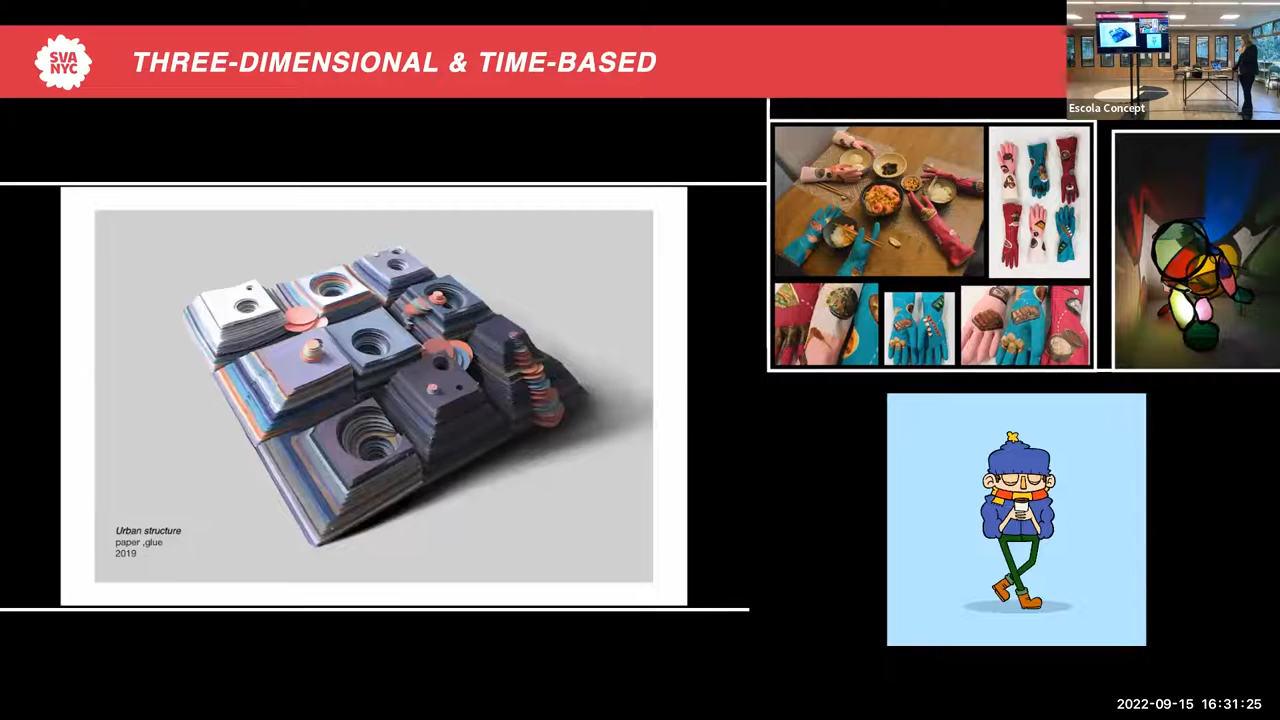 SVA
NYC
THREE-DIMENSIONAL & TIME-BASED
Escola Concept
Urban structure
paper ,glue
2019
2022-09-15 16:31:25